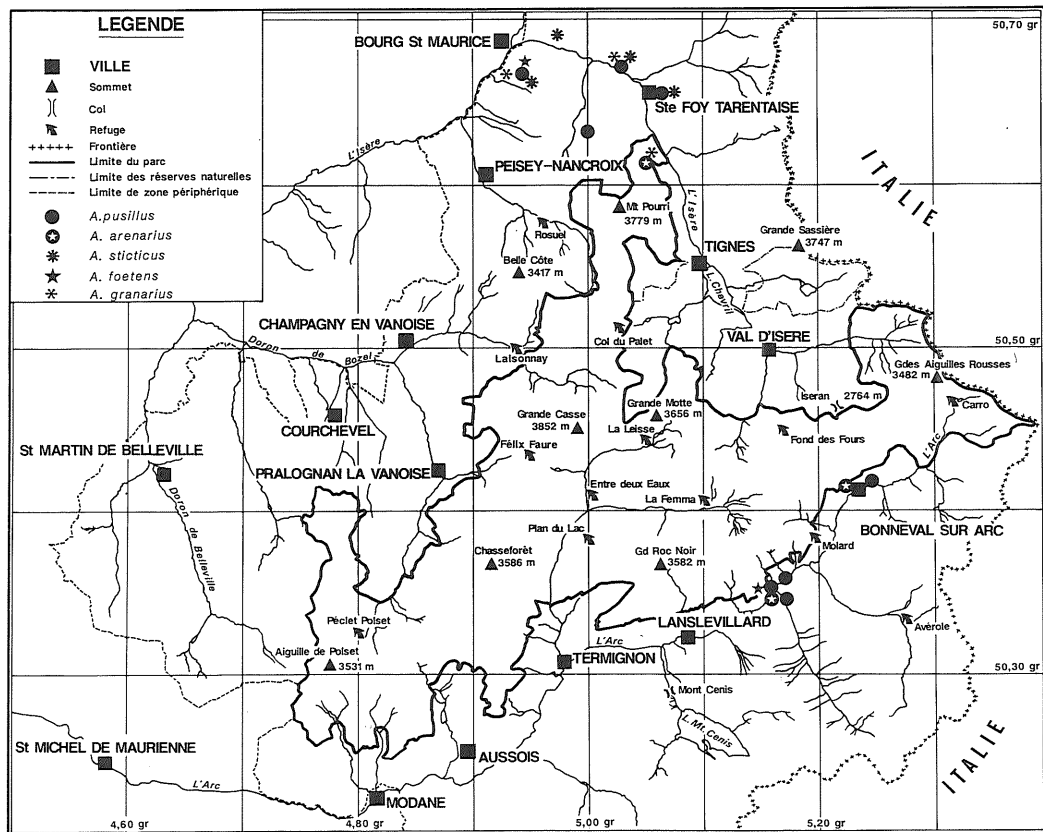 LEGENDE
VILLE
Sommet
Col
Refuge
Frontière
Limite du parc
Limite des réserves naturelles
Limite de zone périphérique
A.pusillus
A. arenarius
A. sticticus
A. foetens
A. granarius
50,70 gr
BOURG St MAURICE
Ste FOY TARENTAISE
L'Isère
PEISEY-NANCROIX
ITALIE
L'Isère
Mt Pourri
3779 m
Rosuel
Grande Sassière
3747 m
TIGNES
Belle Côte
3417 m
L. Chevril
CHAMPAGNY EN VANOISE
Col du Palet
VAL D'ISERE
Doron de Bozel
Laisonnay
50,50 gr
Gdes Aiguilles Rousses
3482 m
Iseran 2764 m
Carro
Grande Casse
3852 m
Grande Motte
3656 m
COURCHEVEL
La Leisse
Fond des Fours
L'Arc
St MARTIN DE BELLEVILLE
Félix Faure
PRALOGNAN LA VANOISE
Entre deux Eaux
La Femma
BONNEVAL SUR ARC
Doron de Belleville
Plan du Lac
Molard
Chasseforêt
3586 m
Gd Roc Noir
3582 m
Péclet Polset
LANSLEVILLARD
Avérole
L'Arc
Aiguille de Polset
3531 m
TERMIGNON
50,30 gr
Mont Cenis
L. Mt. Cenis
St MICHEL DE MAURIENNE
AUSSOIS
ITALIE
L'Arc
MODANE
4,60 gr
4,80 gr
5,00 gr
5,20 gr